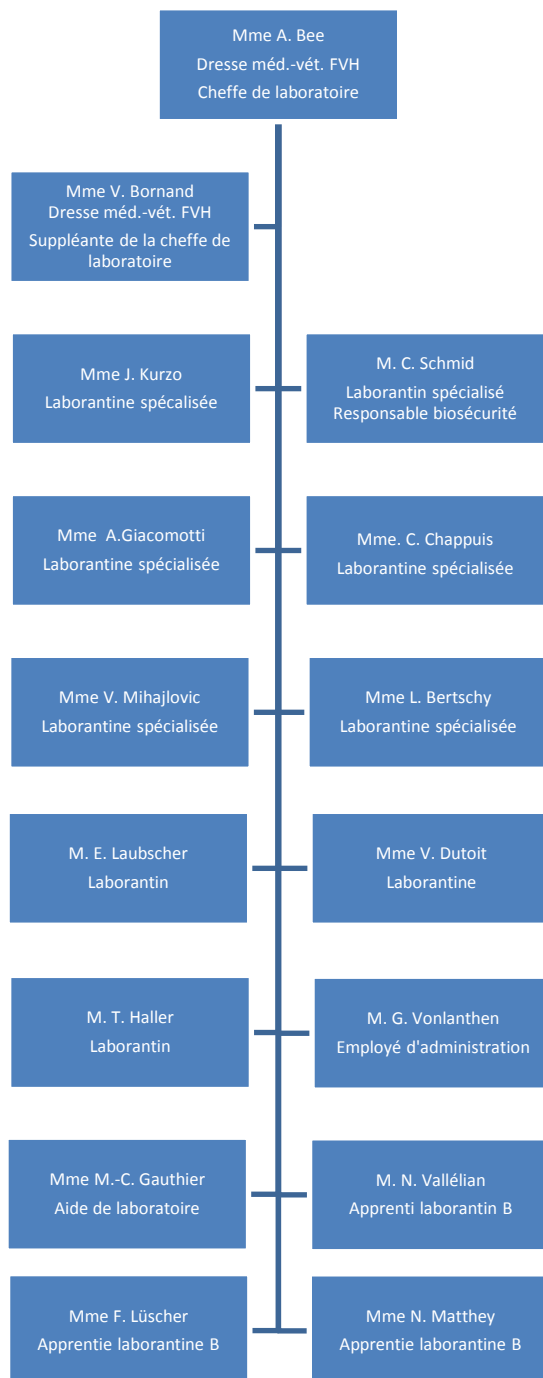 Mme A. Bee
Dresse méd.-vét. FVH
Cheffe de laboratoire
Mme V. Bornand
Dresse méd.-vét. FVH
Suppléante de la cheffe de
laboratoire
Mme J. Kurzo
Laborantine spécalisée
M. C. Schmid
Laborantin spécialisé
Responsable biosécurité
Mme A.Giacomotti
Laborantine spécialisée
Mme. C. Chappuis
Laborantine spécialisée
Mme V. Mihajlovic
Laborantine spécialisée
Mme L. Bertschy
Laborantine spécialisée
M. E. Laubscher
Laborantin
Mme V. Dutoit
Laborantine
M. T. Haller
Laborantin
M. G. Vonlanthen
Employé d'administration
Mme M.-C. Gauthier
Aide de laboratoire
M. N. Vallélian
Apprenti laborantin B
Mme F. Lüscher
Apprentie laborantine B
Mme N. Matthey
Apprentie laborantine B